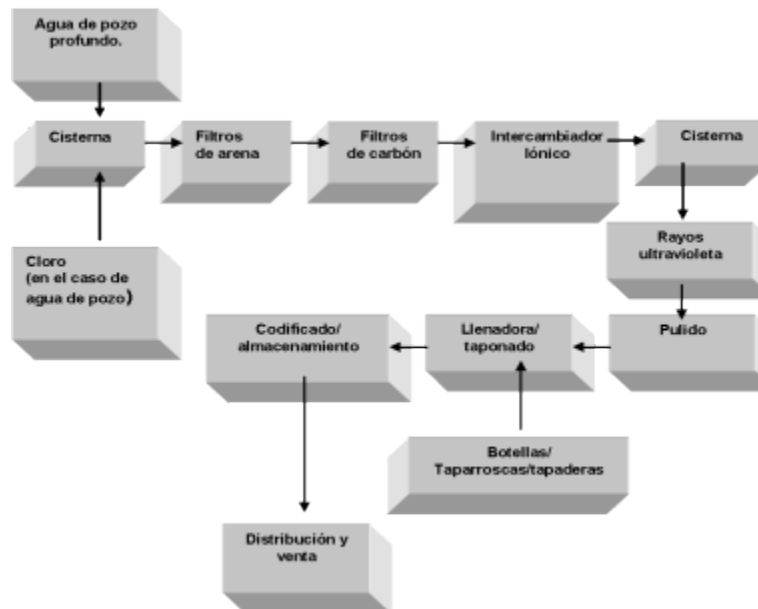 Agua de pozo
profundo.
Cisterna
Filtros
de arena
Filtros
de carbón
Intercambiador
Iónico
Cisterna
Cloro
(en el caso de
agua de pozo)
Rayos
ultravioleta
Codificado/
almacenamiento
Llenadora/
taponado
Pulido
Botellas/
Taparroscas/tapaderas
Distribución y
venta